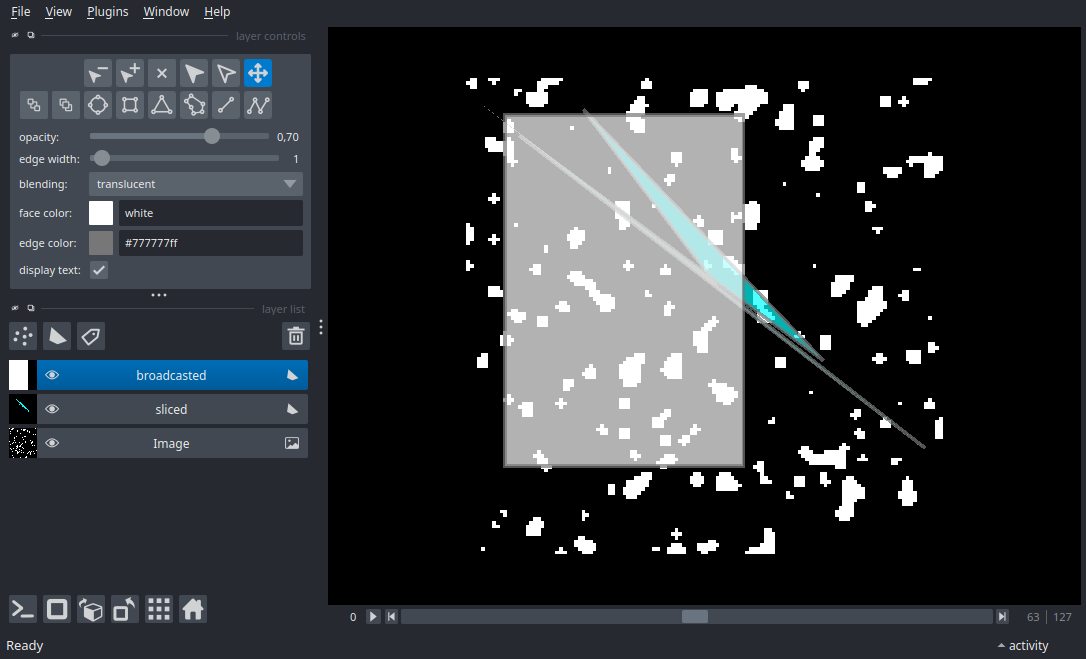 File View Plugins Window Help
layer controls
opacity: 0,70
edge width: 1
blending: translucent
face color: white
edge color: #777777ff
display text:
layer list
broadcasted
sliced
Image
0 63 127
Ready activity